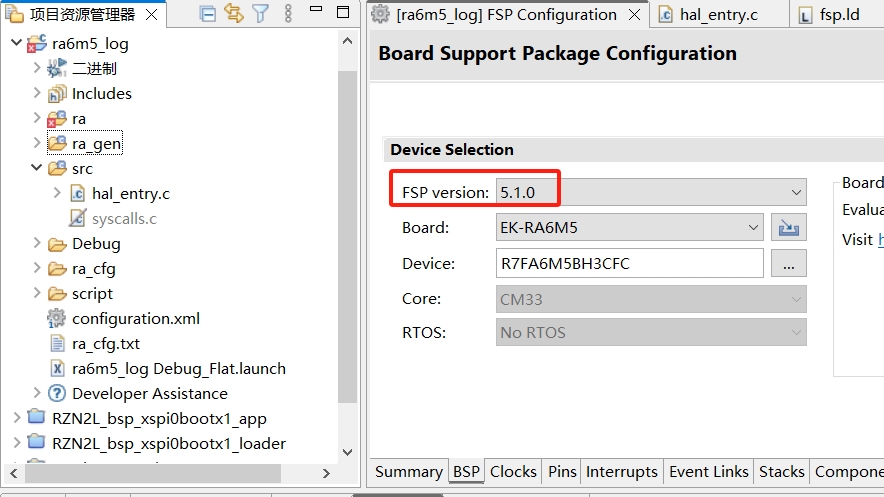 项目资源管理器
ra6m5_log
二进制
Includes
ra
ra_gen
src
hal_entry.c
syscalls.c
Debug
ra_cfg
script
configuration.xml
ra_cfg.txt
ra6m5_log Debug_Flat.launch
Developer Assistance
RZN2L_bsp_xspi0bootx1_app
RZN2L_bsp_xspi0bootx1_loader
[ra6m5_log] FSP Configuration
hal_entry.c
fsp.ld
Board Support Package Configuration
Device Selection
FSP version: 5.1.0
Board: EK-RA6M5
Device: R7FA6M5BH3CFC
...
Core: CM33
RTOS: No RTOS
Board
Evalua
Visit h
Summary BSP Clocks Pins Interrupts Event Links Stacks Compone